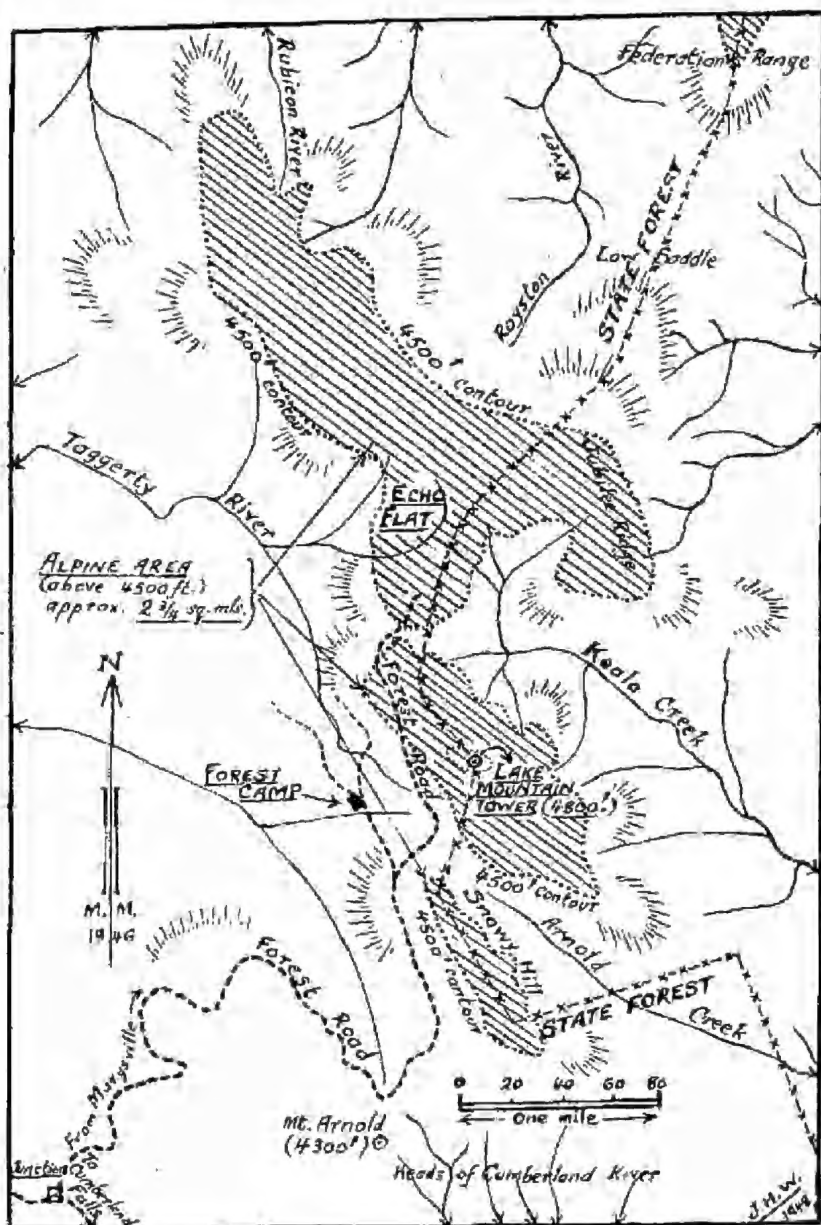 Rubicon River
Federation Range
River
Royston
STATE FOREST
Low Saddle
4500' contour
4500' contour
Jubilee Ridge
Taggerty
River
ECHO
FLAT
ALPINE AREA
(above 4500 ft.)
approx. 2 3/4 sq. mls.
N
Forest
Road
Koala Creek
FOREST
CAMP
LAKE
MOUNTAIN
TOWER (4800')
M. M.
1946
4500' contour
4500' contour
Snowy Hill
Arnold
Creek
STATE FOREST
Forest
Road
From Marysville
To Cumberland
Falls
Junction
0 20 40 60 80
One mile
Mt. Arnold
(4300')
Heads of Cumberland River
J.H.W.
1948